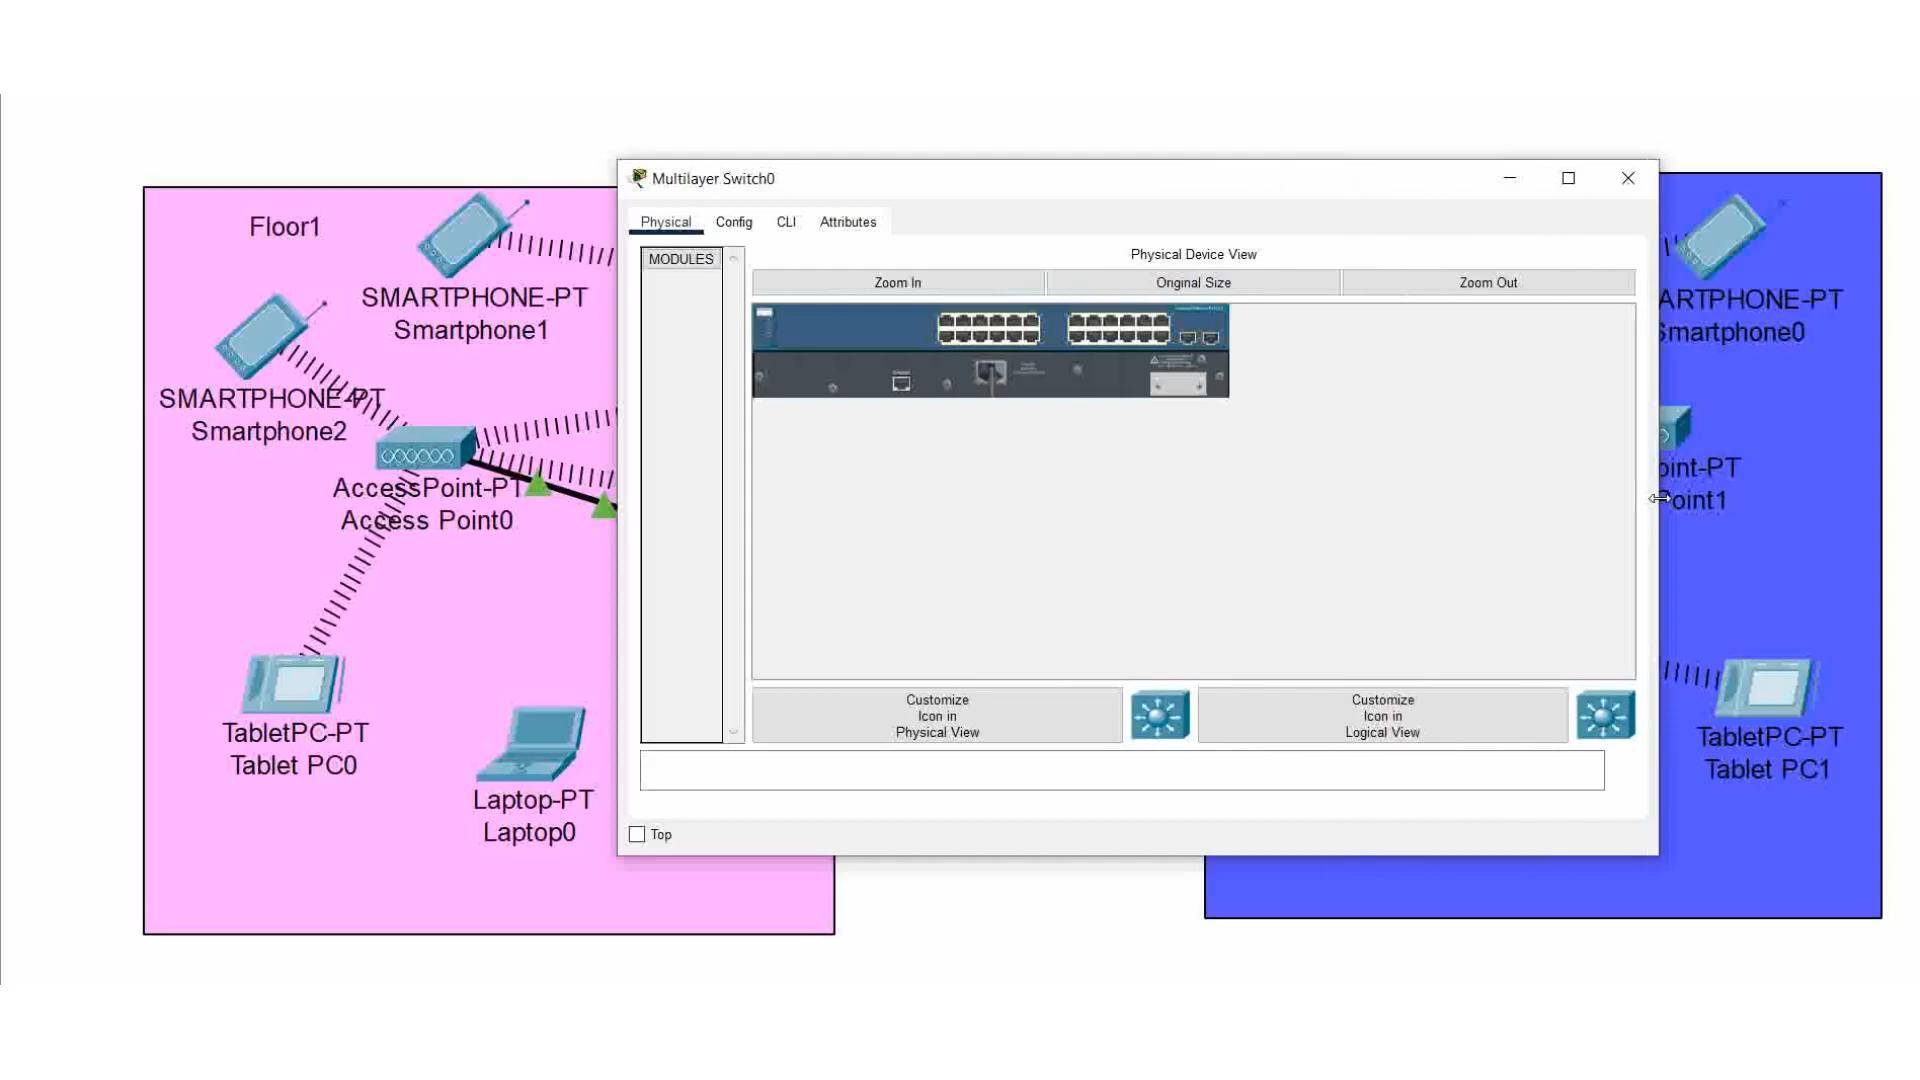 Multilayer Switch0
Physical
Config
CLI
Attributes
MODULES
Physical Device View
Zoom In
Original Size
Zoom Out
Customize
Icon in
Physical View
Customize
Icon in
Logical View
Top
Floor1
SMARTPHONE-PT
Smartphone1
SMARTPHONE-PT
Smartphone2
AccessPoint-PT
Access Point0
TabletPC-PT
Tablet PC0
Laptop-PT
Laptop0
ARTPHONE-PT
Smartphone0
oint-PT
Point1
TabletPC-PT
Tablet PC1